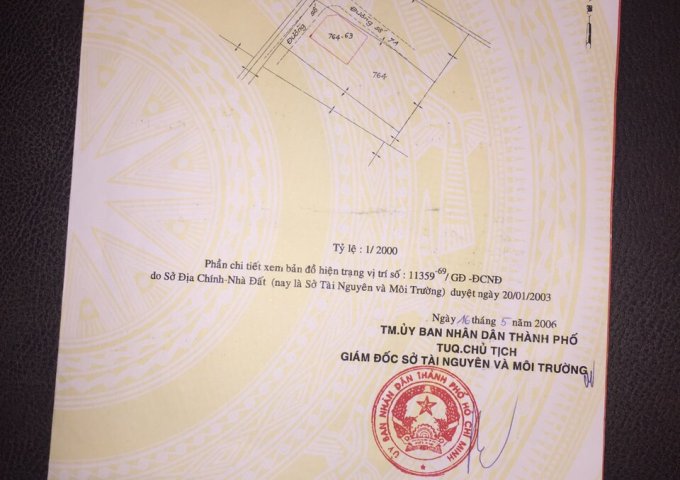 Đường số
Đường số 7A
764-63
764
Tỷ lệ : 1/ 2000
Phần chi tiết xem bản đồ hiện trạng vị trí số : 11359-69/ GĐ -ĐCNĐ
do Sở Địa Chính-Nhà Đất (nay là Sở Tài Nguyên và Môi Trường) duyệt ngày 20/01/2003
Ngày 16 tháng 5 năm 2006
TM.ỦY BAN NHÂN DÂN THÀNH PHỐ
TUQ.CHỦ TỊCH
GIÁM ĐỐC SỞ TÀI NGUYÊN VÀ MÔI TRƯỜNG
ỦY BAN NHÂN DÂN THÀNH PHỐ HỒ CHÍ MINH